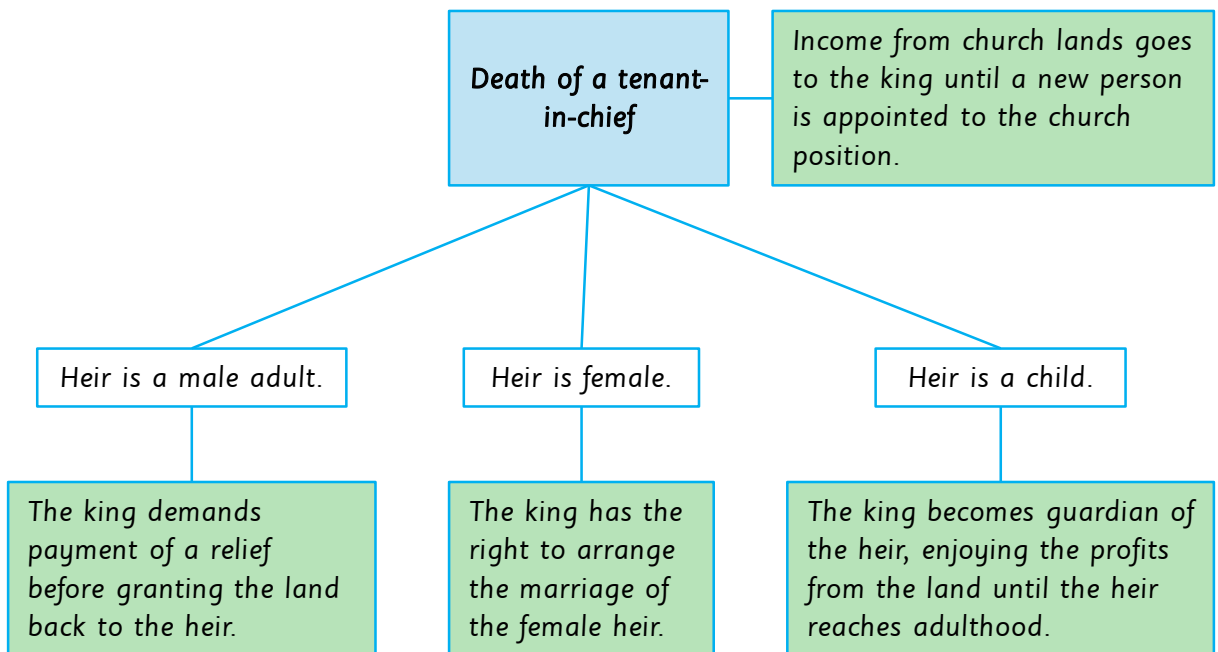 Death of a tenant-
in-chief
Income from church lands goes
to the king until a new person
is appointed to the church
position.
Heir is a male adult.
Heir is female.
Heir is a child.
The king demands
payment of a relief
before granting the land
back to the heir.
The king has the
right to arrange
the marriage of
the female heir.
The king becomes guardian of
the heir, enjoying the profits
from the land until the heir
reaches adulthood.